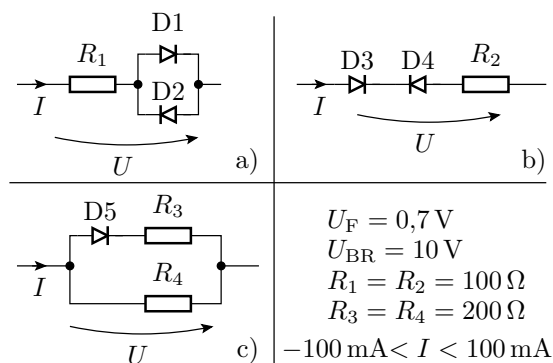 R₁
D1
D2
I
U
a)
D3
D4
R₂
I
U
b)
D5
R₃
R₄
I
U
c)
U_F = 0,7 V
U_BR = 10 V
R₁ = R₂ = 100 Ω
R₃ = R₄ = 200 Ω
−100 mA< I < 100 mA